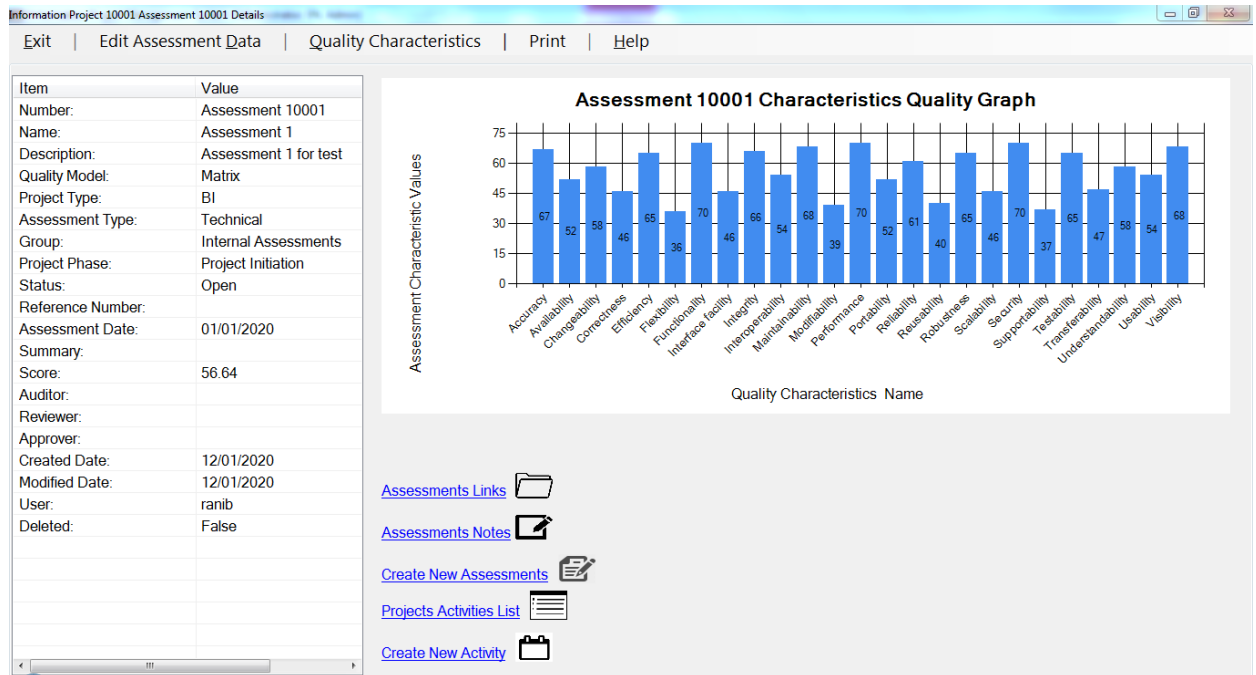 Information Project 10001 Assessment 10001 Details
Exit | Edit Assessment Data | Quality Characteristics | Print | Help
Item Value
Number: Assessment 10001
Name: Assessment 1
Description: Assessment 1 for test
Quality Model: Matrix
Project Type: BI
Assessment Type: Technical
Group: Internal Assessments
Project Phase: Project Initiation
Status: Open
Reference Number:
Assessment Date: 01/01/2020
Summary:
Score: 56.64
Auditor:
Reviewer:
Approver:
Created Date: 12/01/2020
Modified Date: 12/01/2020
User: ranib
Deleted: False
Assessment 10001 Characteristics Quality Graph
Assessment Characteristic Values
75
60
45
30
15
0
67 52 58 46 65 36 70 46 66 54 68 39 70 52 61 40 65 46 70 37 65 47 58 54 68
Accuracy Availability Changeability Correctness Efficiency Flexibility Functionality Interface facility Integrity Interoperability Maintainability Modifiability Performance Portability Reliability Reusability Robustness Scalability Security Supportability Testability Transferability Understandability Usability Visibility
Quality Characteristics Name
Assessments Links
Assessments Notes
Create New Assessments
Projects Activities List
Create New Activity